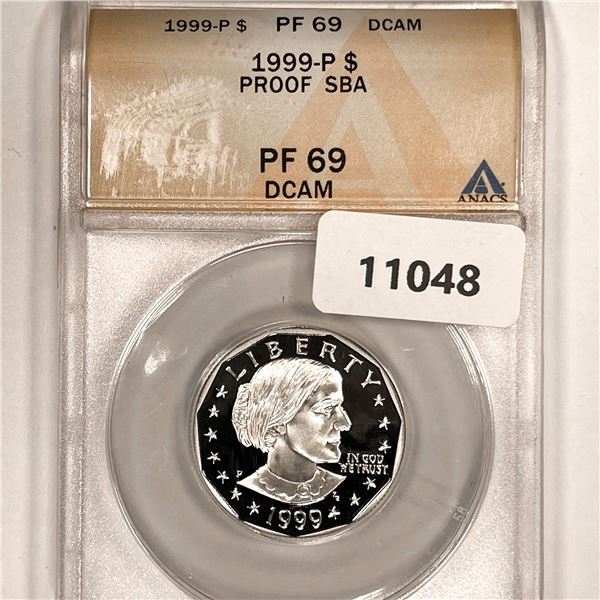 1999-P $ PF 69 DCAM
1999-P $
PROOF SBA
PF 69
DCAM
ANACS
11048
LIBERTY
IN GOD
WE TRUST
P
1999